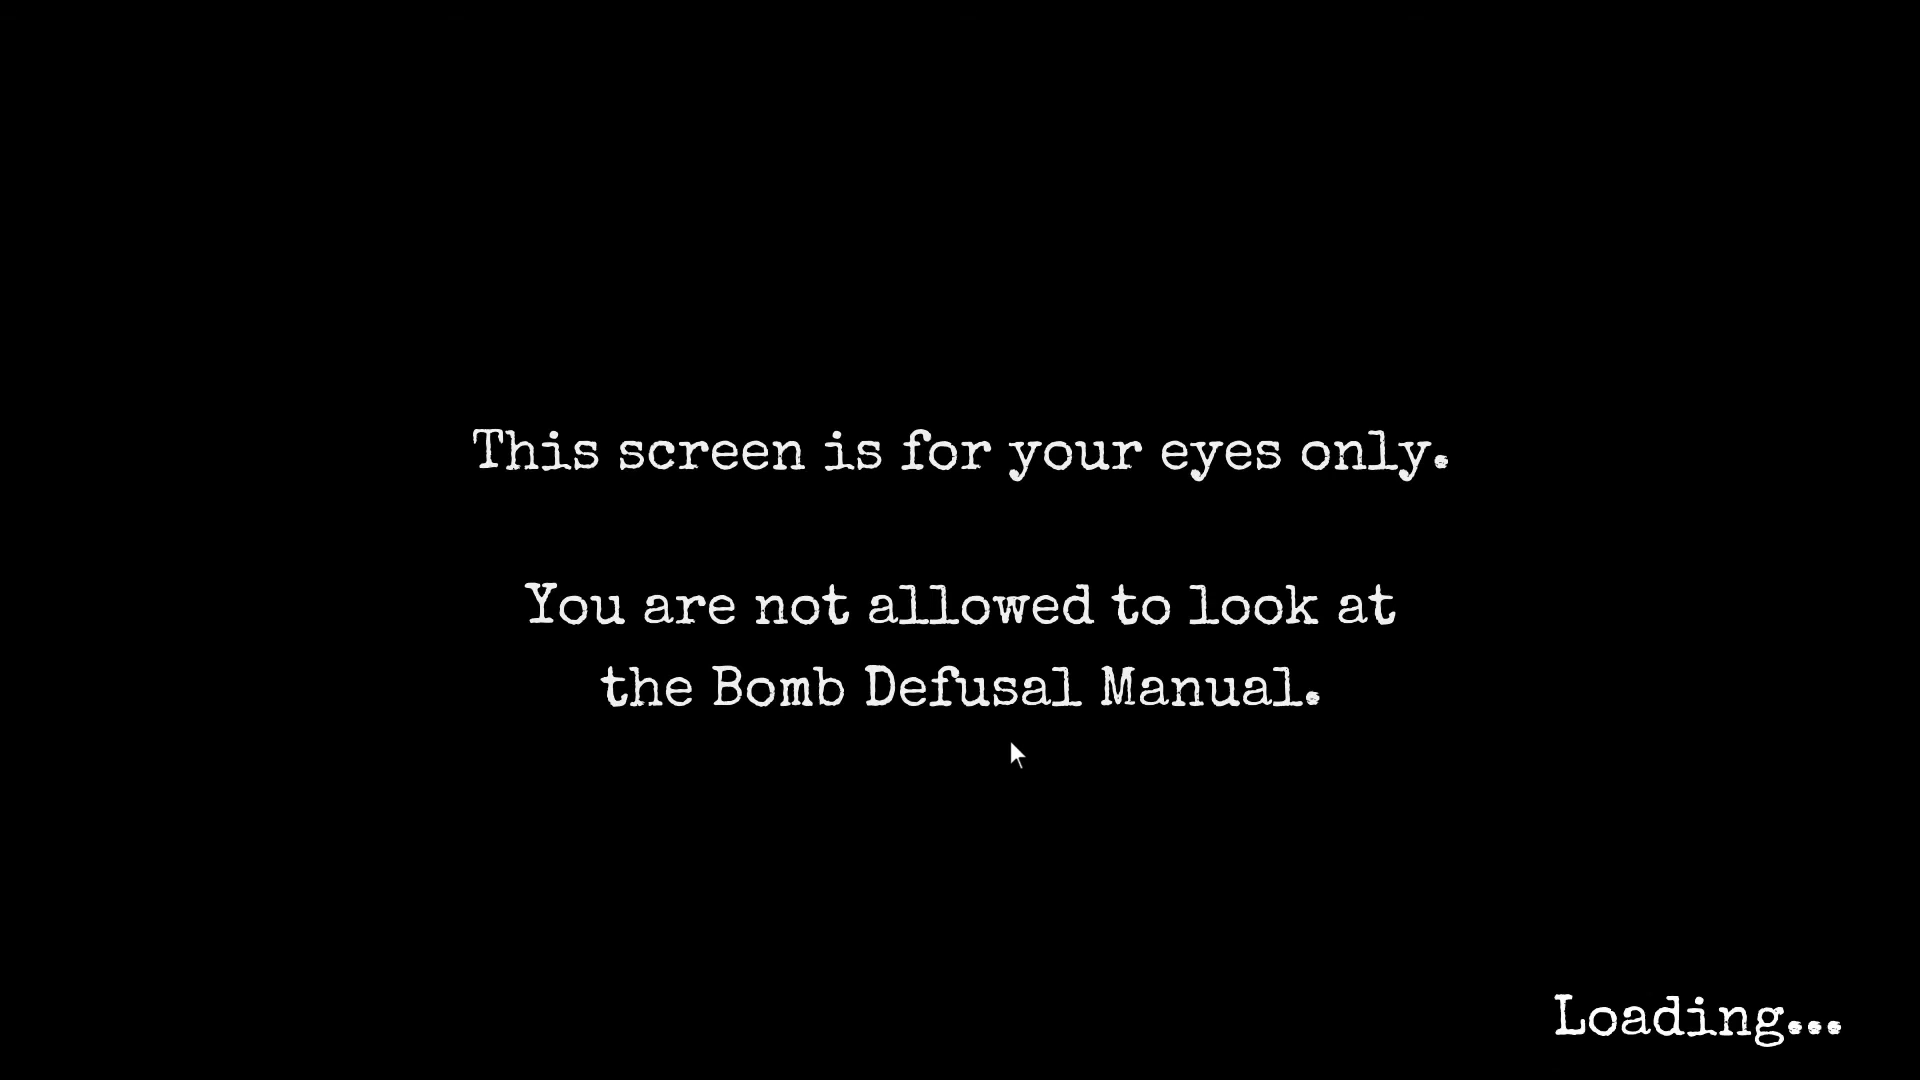 This screen is for your eyes only.
You are not allowed to look at
the Bomb Defusal Manual.
Loading...